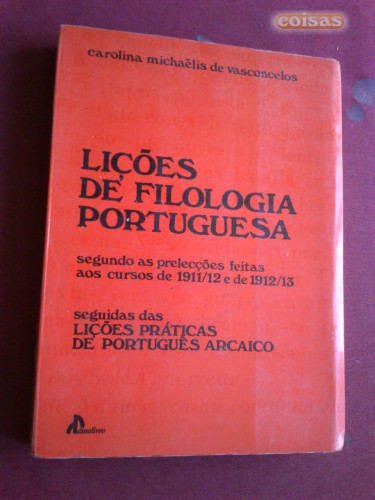 coisas
carolina michaëlis de vasconcelos
LIÇÕES
DE FILOLOGIA
PORTUGUESA
segundo as prelecções feitas
aos cursos de 1911/12 e de 1912/13
seguidas das
LIÇÕES PRÁTICAS
DE PORTUGUÊS ARCAICO
dinalivro